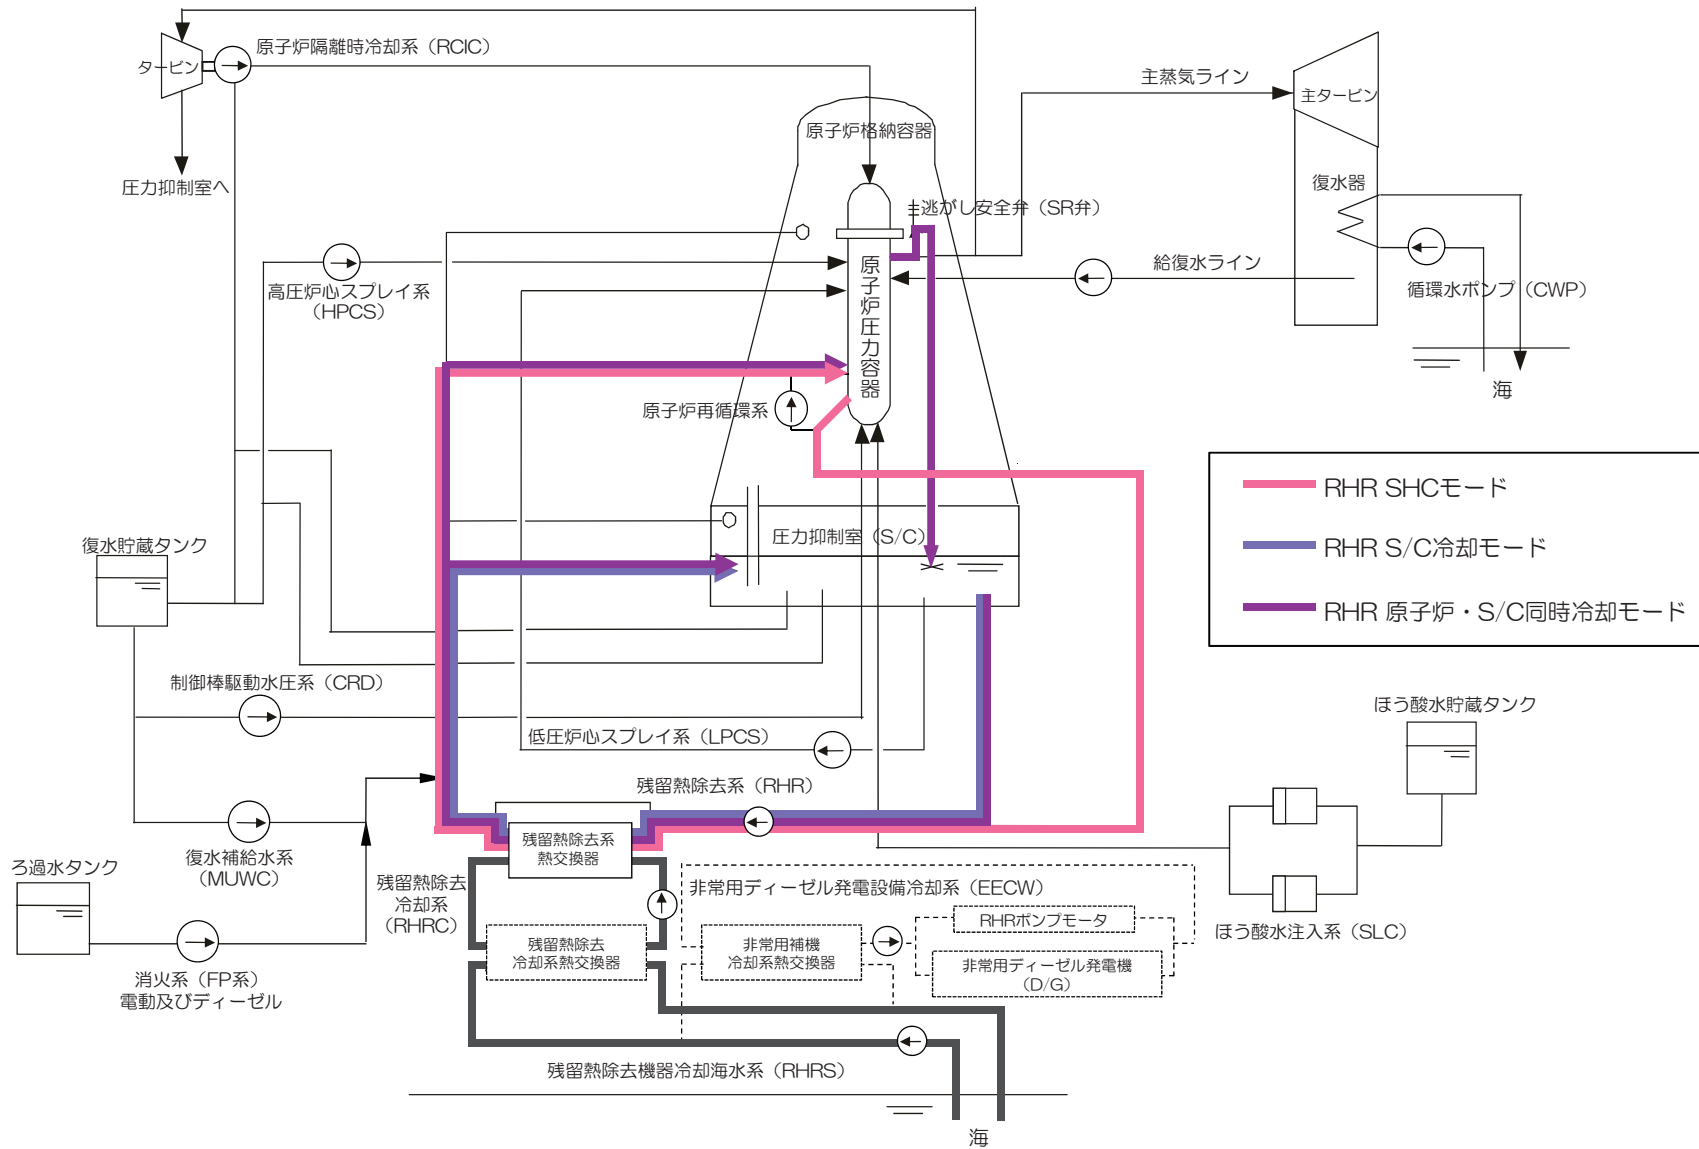 原子炉隔離時冷却系（RCIC）
タービン
圧力抑制室へ
主蒸気ライン
主タービン
原子炉格納容器
復水器
逃がし安全弁（SR弁）
給復水ライン
循環水ポンプ（CWP）
海
高圧炉心スプレイ系
（HPCS）
原子炉圧力容器
原子炉再循環系
RHR SHCモード
RHR S/C冷却モード
RHR 原子炉・S/C同時冷却モード
圧力抑制室（S/C）
復水貯蔵タンク
制御棒駆動水圧系（CRD）
低圧炉心スプレイ系（LPCS）
ほう酸水貯蔵タンク
残留熱除去系（RHR）
復水補給水系
（MUWC）
残留熱除去系
熱交換器
ろ過水タンク
残留熱除去
冷却系
（RHRC）
非常用ディーゼル発電設備冷却系（EECW）
RHRポンプモータ
ほう酸水注入系（SLC）
残留熱除去
冷却系熱交換器
非常用補機
冷却系熱交換器
非常用ディーゼル発電機
（D/G）
消火系（FP系）
電動及びディーゼル
残留熱除去機器冷却海水系（RHRS）
海